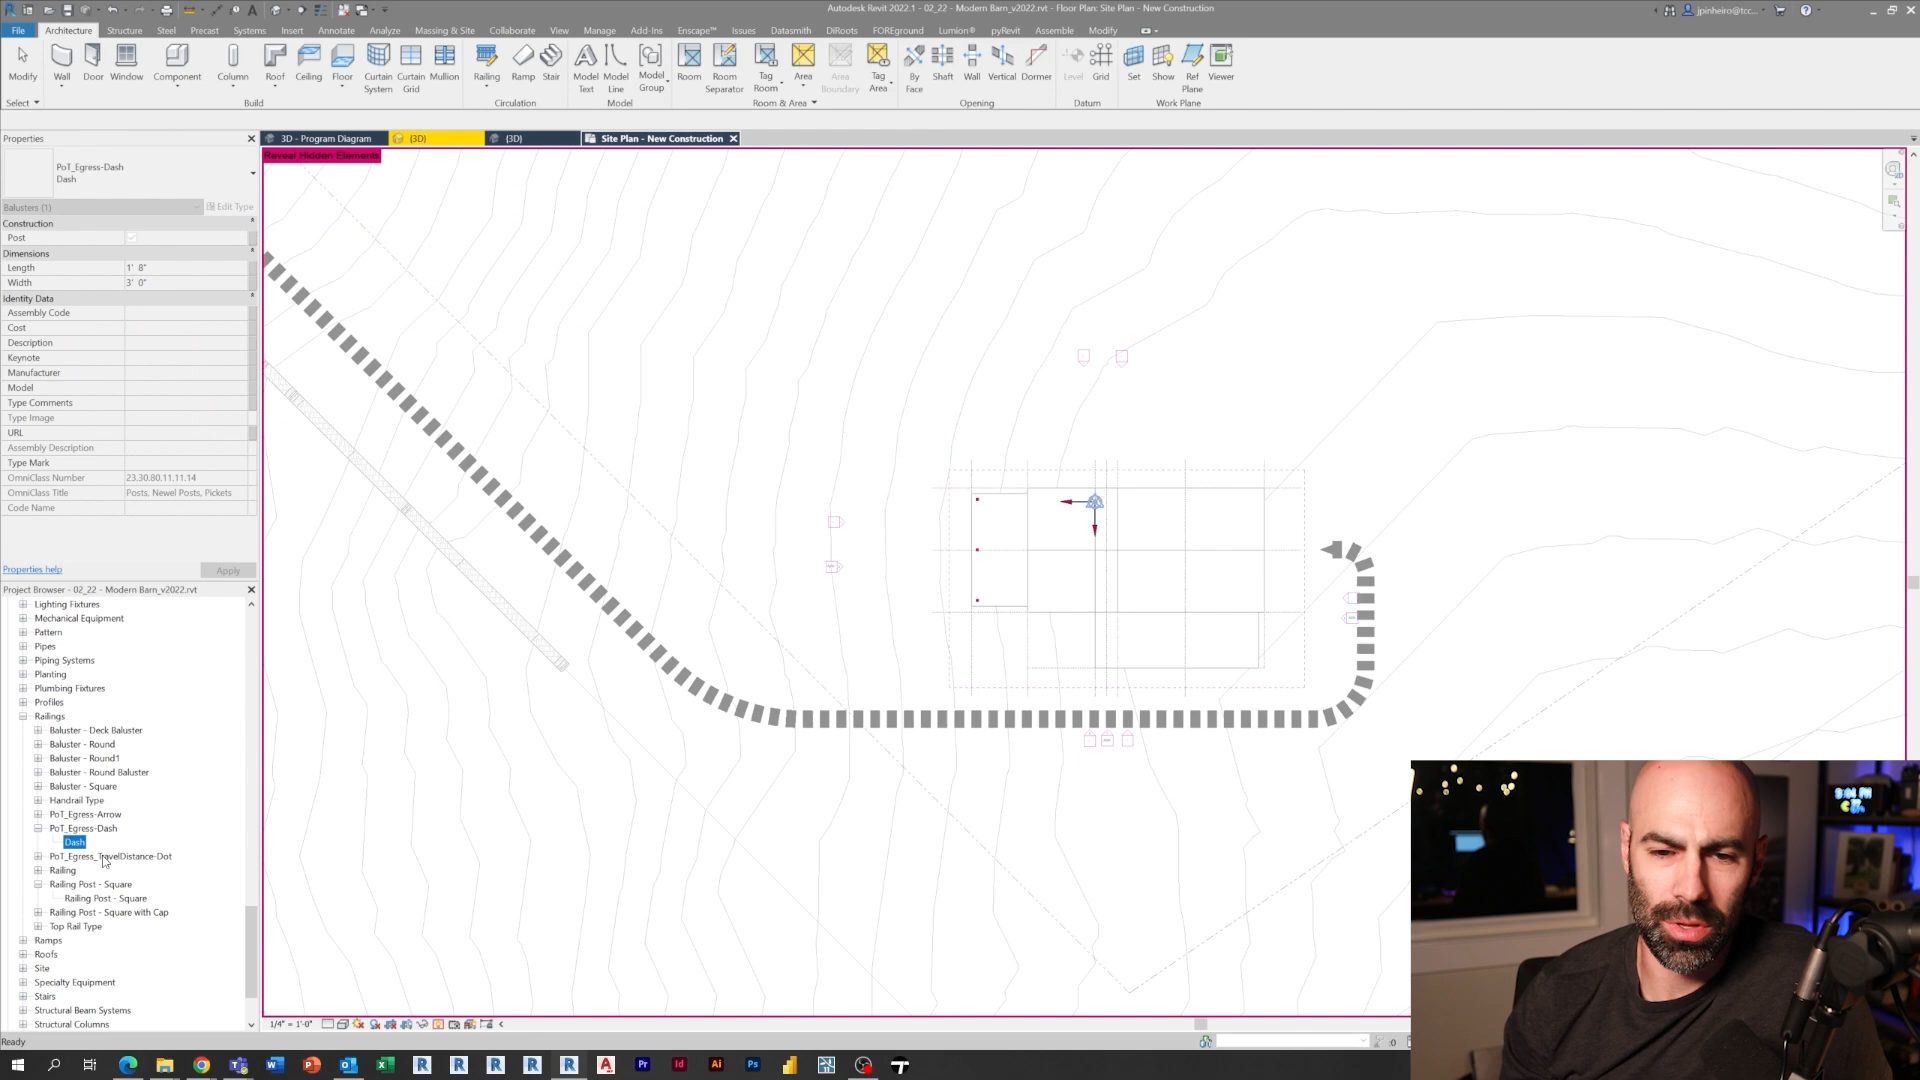 Autodesk Revit 2022.1 - 02_22 - Modern Barn_v2022.rvt - Floor Plan: Site Plan - New Construction
jpinheiro@tcc...
File Architecture Structure Steel Precast Systems Insert Annotate Analyze Massing & Site Collaborate View Manage Add-Ins Enscape™ Issues Datasmith DiRoots FOREground Lumion® pyRevit Assemble Modify
Modify Wall Door Window Component Column Roof Ceiling Floor Curtain System Curtain Grid Mullion Railing Ramp Stair Model Text Model Line Model Group Room Room Separator Tag Room Area Area Boundary Tag Area By Face Shaft Wall Vertical Dormer Level Grid Set Show Ref Plane Viewer
Select Build Circulation Model Room & Area Opening Datum Work Plane
Properties
3D - Program Diagram {3D} {3D} Site Plan - New Construction
Reveal Hidden Elements
PoT_Egress-Dash
Dash
Balusters (1) Edit Type
Construction
Post
Dimensions
Length 1' 8"
Width 3' 0"
Identity Data
Assembly Code
Cost
Description
Keynote
Manufacturer
Model
Type Comments
Type Image
URL
Assembly Description
Type Mark
OmniClass Number 23.30.80.11.11.14
OmniClass Title Posts, Newel Posts, Pickets
Code Name
Properties help Apply
Project Browser - 02_22 - Modern Barn_v2022.rvt
Lighting Fixtures
Mechanical Equipment
Pattern
Pipes
Piping Systems
Planting
Plumbing Fixtures
Profiles
Railings
Baluster - Deck Baluster
Baluster - Round
Baluster - Round1
Baluster - Round Baluster
Baluster - Square
Handrail Type
PoT_Egress-Arrow
PoT_Egress-Dash
Dash
PoT_Egress_TravelDistance-Dot
Railing
Railing Post - Square
Railing Post - Square
Railing Post - Square with Cap
Top Rail Type
Ramps
Roofs
Site
Specialty Equipment
Stairs
Structural Beam Systems
Structural Columns
1/4" = 1'-0"
Ready
:0